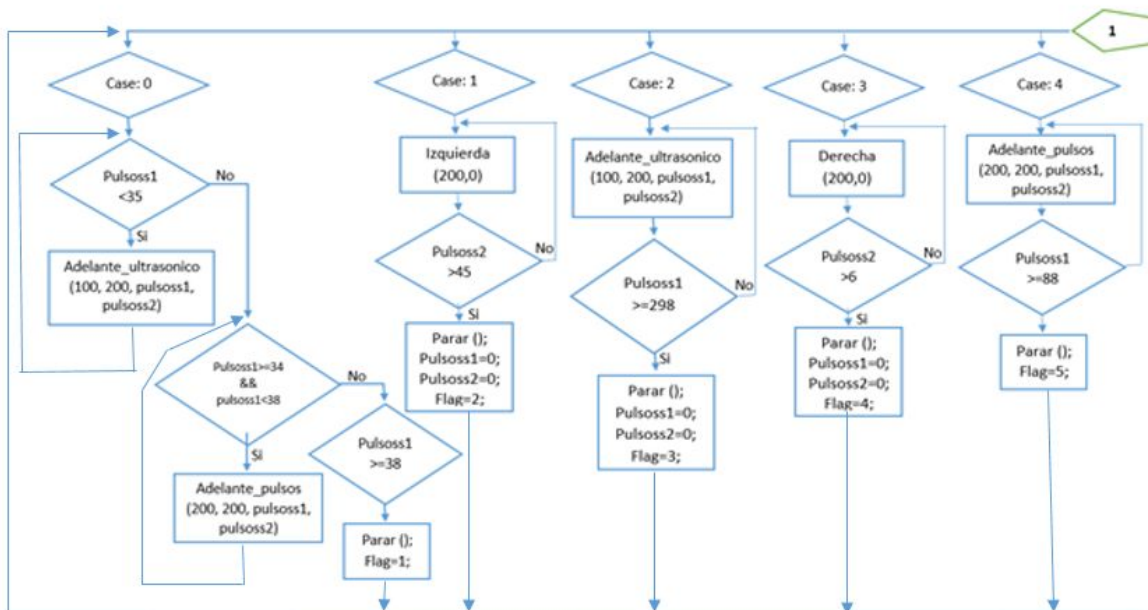 1
Case: 0
Pulsoss1
<35
No
Si
Adelante_ultrasonico
(100, 200, pulsoss1,
pulsoss2)
Pulsoss1>=34
&&
pulsoss1<38
No
Si
Adelante_pulsos
(200, 200, pulsoss1,
pulsoss2)
Pulsoss1
>=38
Parar ();
Flag=1;
Case: 1
Izquierda
(200,0)
Pulsoss2
>45
No
Si
Parar ();
Pulsoss1=0;
Pulsoss2=0;
Flag=2;
Case: 2
Adelante_ultrasonico
(100, 200, pulsoss1,
pulsoss2)
Pulsoss1
>=298
No
Si
Parar ();
Pulsoss1=0;
Pulsoss2=0;
Flag=3;
Case: 3
Derecha
(200,0)
Pulsoss2
>6
No
Si
Parar ();
Pulsoss1=0;
Pulsoss2=0;
Flag=4;
Case: 4
Adelante_pulsos
(200, 200, pulsoss1,
pulsoss2)
Pulsoss1
>=88
No
Si
Parar ();
Flag=5;